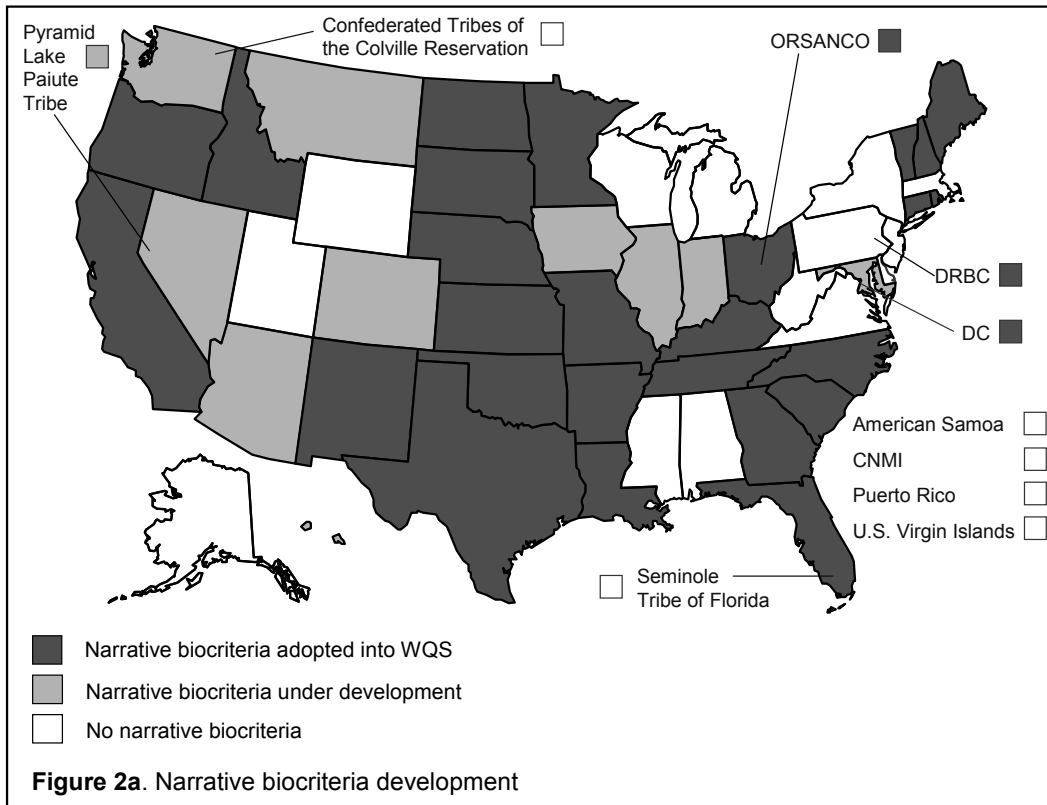 Pyramid
Lake
Paiute
Tribe
Confederated Tribes of
the Colville Reservation
ORSANCO
DRBC
DC
American Samoa
CNMI
Puerto Rico
U.S. Virgin Islands
Seminole
Tribe of Florida
Narrative biocriteria adopted into WQS
Narrative biocriteria under development
No narrative biocriteria
Figure 2a. Narrative biocriteria development